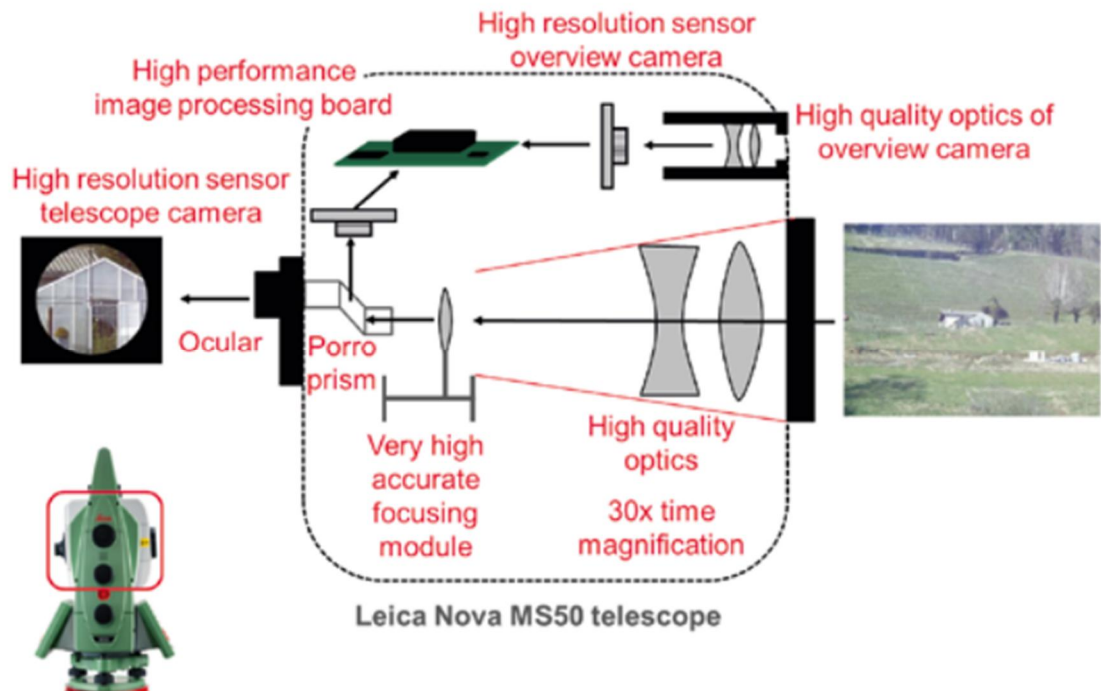 High resolution sensor
overview camera
High performance
image processing board
High quality optics of
overview camera
High resolution sensor
telescope camera
Ocular
Porro
prism
Very high
accurate
focusing
module
High quality
optics
30x time
magnification
Leica Nova MS50 telescope